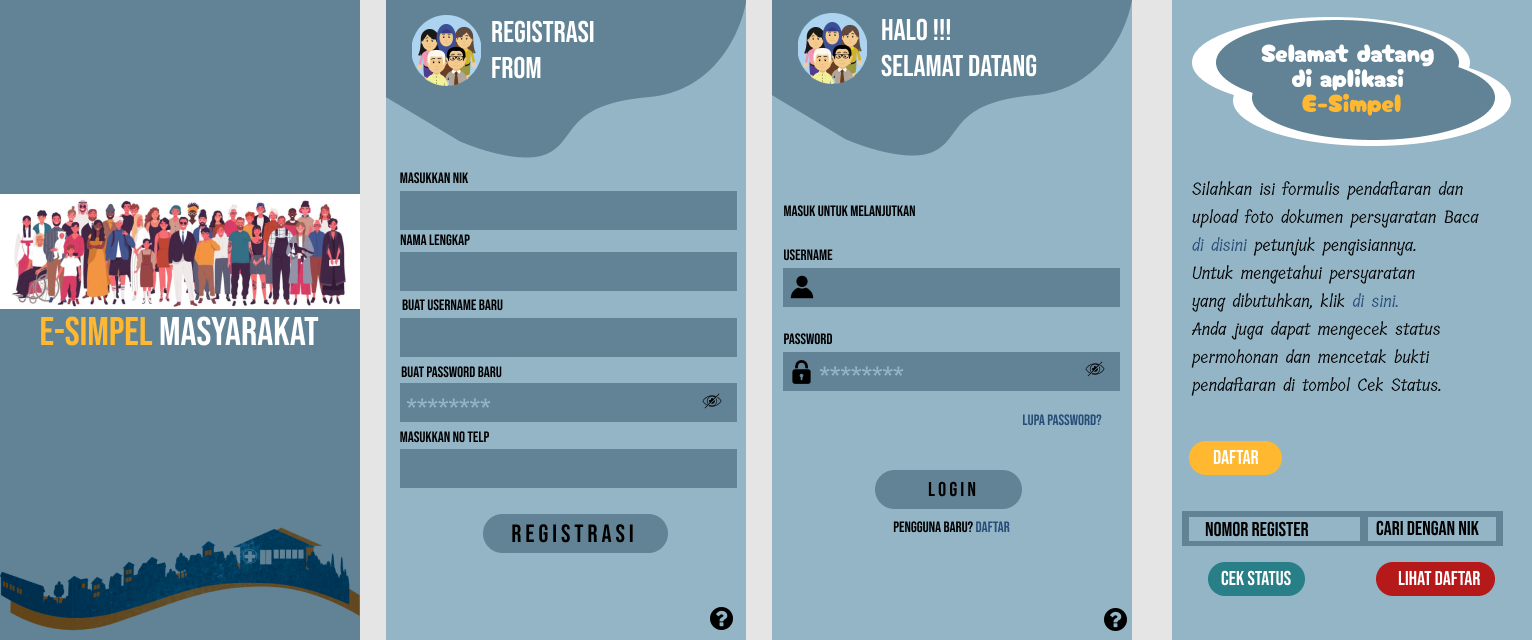 E-SIMPEL MASYARAKAT
REGISTRASI
FROM
MASUKKAN NIK
NAMA LENGKAP
BUAT USERNAME BARU
BUAT PASSWORD BARU
********
MASUKKAN NO TELP
REGISTRASI
?
HALO !!!
SELAMAT DATANG
MASUK UNTUK MELANJUTKAN
USERNAME
PASSWORD
********
LUPA PASSWORD?
LOGIN
PENGGUNA BARU? DAFTAR
?
Selamat datang
di aplikasi
E-Simpel
Silahkan isi formulis pendaftaran dan
upload foto dokumen persyaratan Baca
di disini petunjuk pengisiannya.
Untuk mengetahui persyaratan
yang dibutuhkan, klik di sini.
Anda juga dapat mengecek status
permohonan dan mencetak bukti
pendaftaran di tombol Cek Status.
DAFTAR
NOMOR REGISTER
CARI DENGAN NIK
CEK STATUS
LIHAT DAFTAR